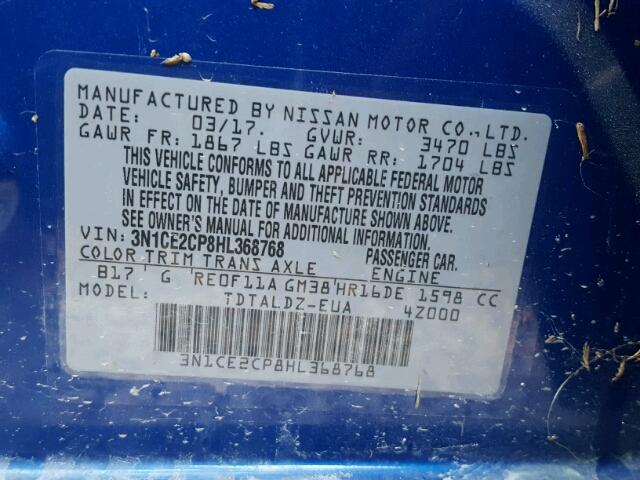 MANUFACTURED BY NISSAN MOTOR CO., LTD.
DATE: 03/17. GVWR: 3470 LBS
GAWR FR: 1867 LBS GAWR RR: 1704 LBS
THIS VEHICLE CONFORMS TO ALL APPLICABLE FEDERAL MOTOR
VEHICLE SAFETY, BUMPER AND THEFT PREVENTION STANDARDS
IN EFFECT ON THE DATE OF MANUFACTURE SHOWN ABOVE.
SEE OWNER'S MANUAL FOR ADDITIONAL INFORMATION.
VIN: 3N1CE2CP8HL368768 PASSENGER CAR.
COLOR TRIM TRANS AXLE ENGINE
B17 G RE0F11A GM38 HR16DE 1598 CC
MODEL: TDTALDZ-EUA 4Z000
3N1CE2CP8HL368768